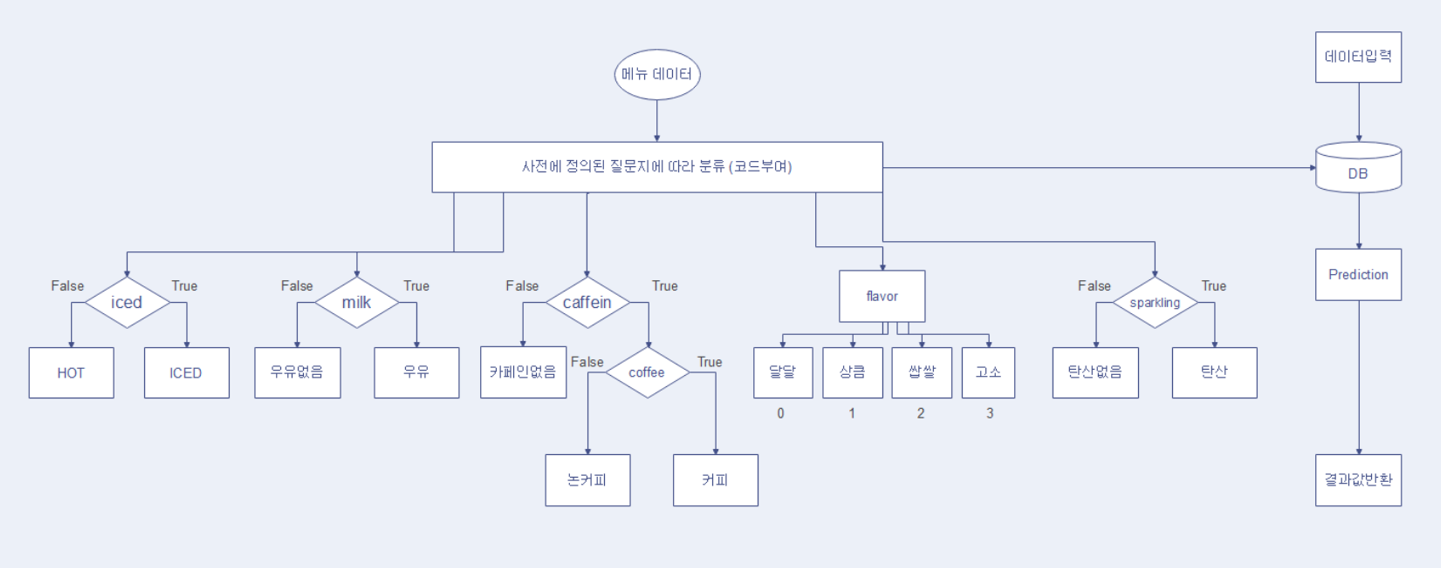 메뉴 데이터
데이터입력
사전에 정의된 질문지에 따라 분류 (코드부여)
DB
False
True
iced
HOT
ICED
False
True
milk
우유없음
우유
False
True
caffein
카페인없음
False
True
coffee
논커피
커피
flavor
달달
상큼
쌉쌀
고소
0
1
2
3
False
True
sparkling
탄산없음
탄산
Prediction
결과값반환